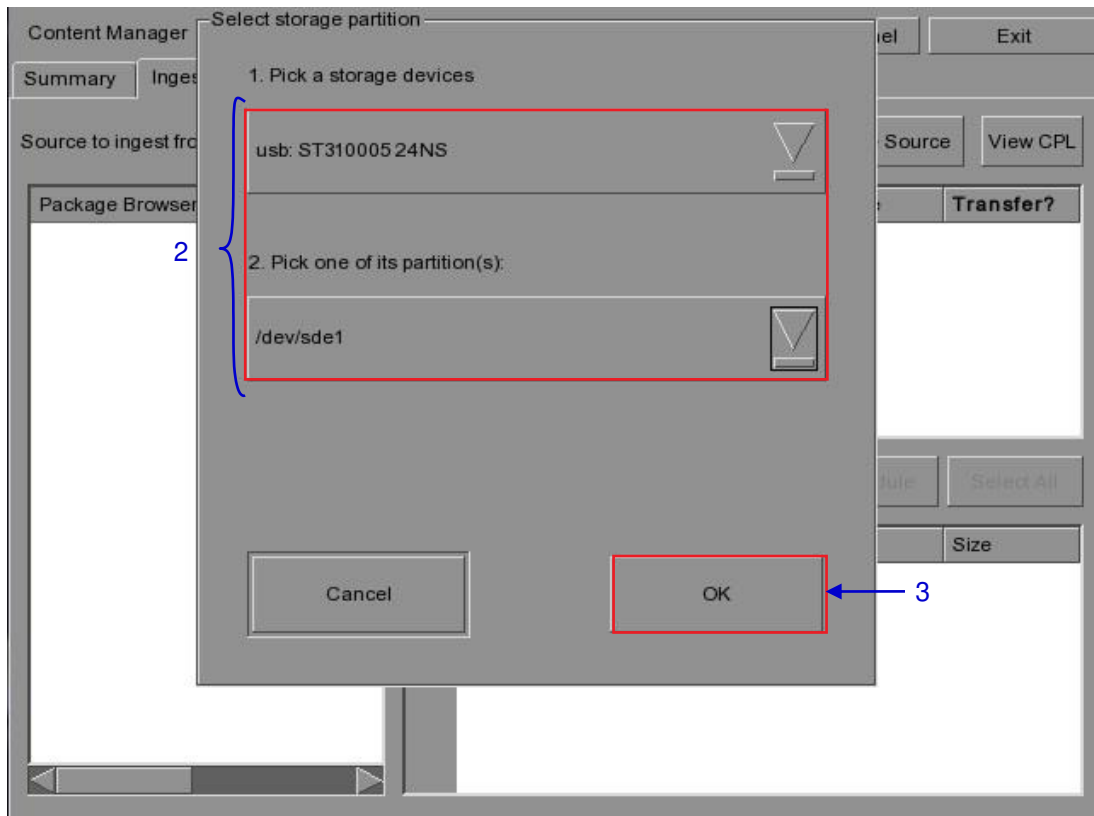 Select storage partition
Content Manager
nel
Exit
Summary
Inges
1. Pick a storage devices
Source to ingest fro
usb: ST31000524NS
Source
View CPL
Package Browser
Transfer?
2
2. Pick one of its partition(s):
/dev/sde1
dule
Select All
Size
Cancel
OK
3